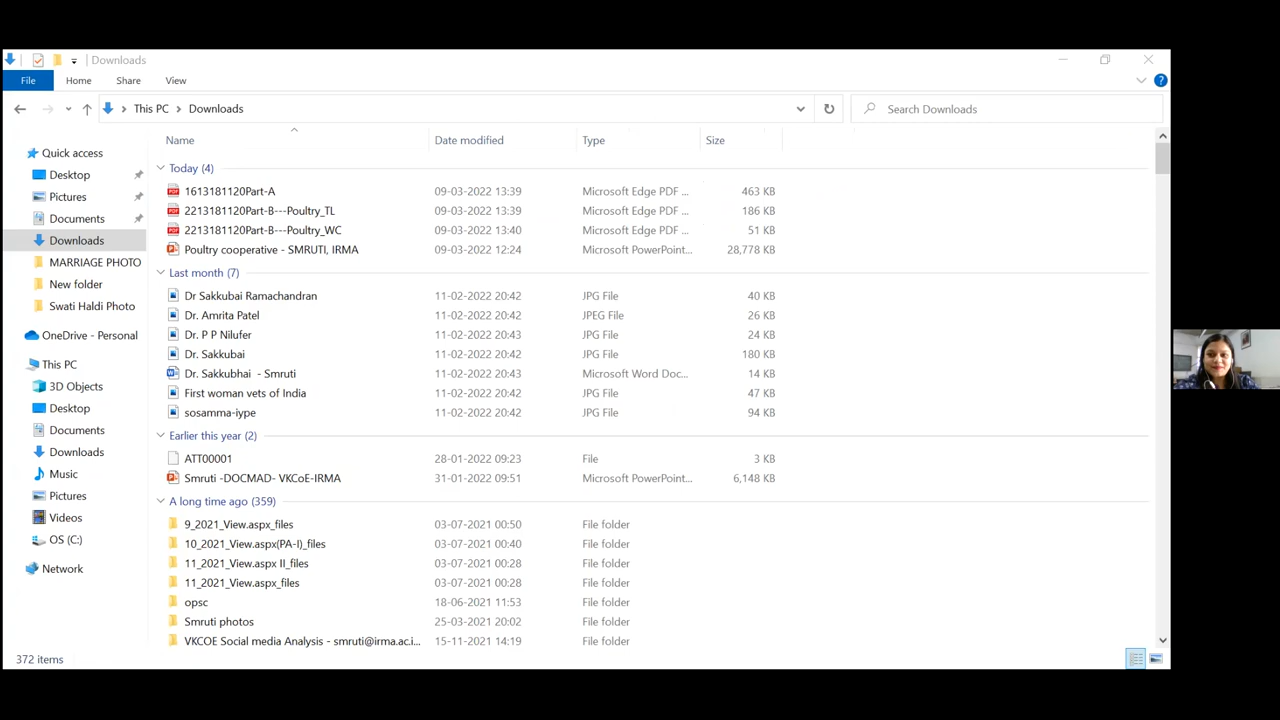 Downloads
File Home Share View
This PC Downloads Search Downloads
Name Date modified Type Size
Quick access
Desktop
Pictures
Documents
Downloads
MARRIAGE PHOTO
New folder
Swati Haldi Photo
OneDrive - Personal
This PC
3D Objects
Desktop
Documents
Downloads
Music
Pictures
Videos
OS (C:)
Network
Today (4)
1613181120Part-A 09-03-2022 13:39 Microsoft Edge PDF ... 463 KB
2213181120Part-B---Poultry_TL 09-03-2022 13:39 Microsoft Edge PDF ... 186 KB
2213181120Part-B---Poultry_WC 09-03-2022 13:40 Microsoft Edge PDF ... 51 KB
Poultry cooperative - SMRUTI, IRMA 09-03-2022 12:24 Microsoft PowerPoint... 28,778 KB
Last month (7)
Dr Sakkubai Ramachandran 11-02-2022 20:42 JPG File 40 KB
Dr. Amrita Patel 11-02-2022 20:42 JPEG File 26 KB
Dr. P P Nilufer 11-02-2022 20:43 JPG File 24 KB
Dr. Sakkubai 11-02-2022 20:42 JPG File 180 KB
Dr. Sakkubhai - Smruti 11-02-2022 20:43 Microsoft Word Doc... 14 KB
First woman vets of India 11-02-2022 20:42 JPG File 47 KB
sosamma-iype 11-02-2022 20:42 JPG File 94 KB
Earlier this year (2)
ATT00001 28-01-2022 09:23 File 3 KB
Smruti -DOCMAD- VKCoE-IRMA 31-01-2022 09:51 Microsoft PowerPoint... 6,148 KB
A long time ago (359)
9_2021_View.aspx_files 03-07-2021 00:50 File folder
10_2021_View.aspx(PA-I)_files 03-07-2021 00:40 File folder
11_2021_View.aspx II_files 03-07-2021 00:28 File folder
11_2021_View.aspx_files 03-07-2021 00:28 File folder
opsc 18-06-2021 11:53 File folder
Smruti photos 25-03-2021 20:02 File folder
VKCOE Social media Analysis - smruti@irma.ac.i... 15-11-2021 14:19 File folder
372 items